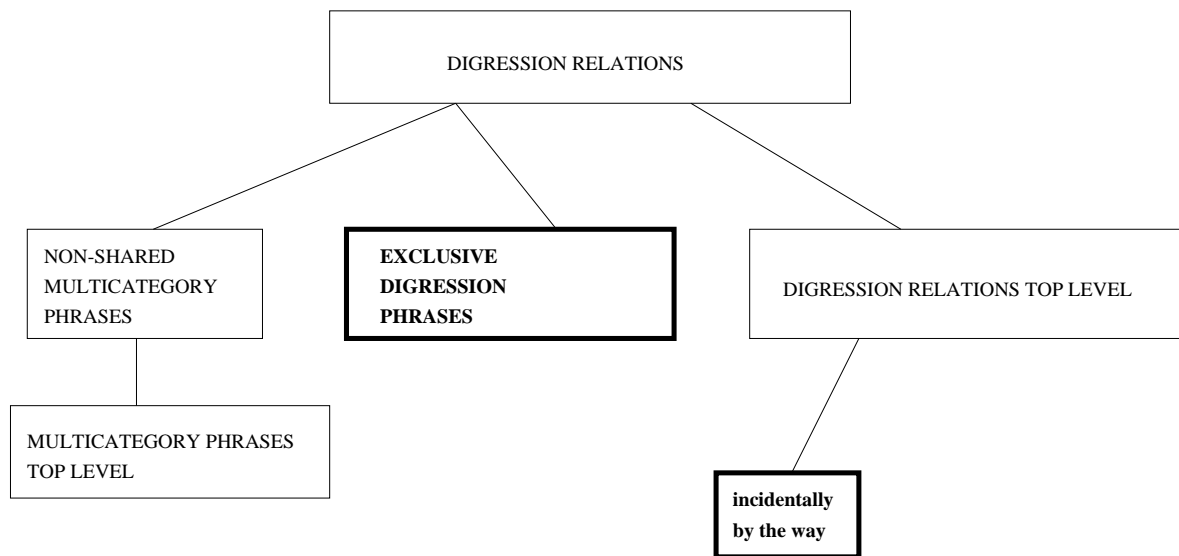 DIGRESSION RELATIONS
NON-SHARED
MULTICATEGORY
PHRASES
EXCLUSIVE
DIGRESSION
PHRASES
DIGRESSION RELATIONS TOP LEVEL
MULTICATEGORY PHRASES
TOP LEVEL
incidentally
by the way